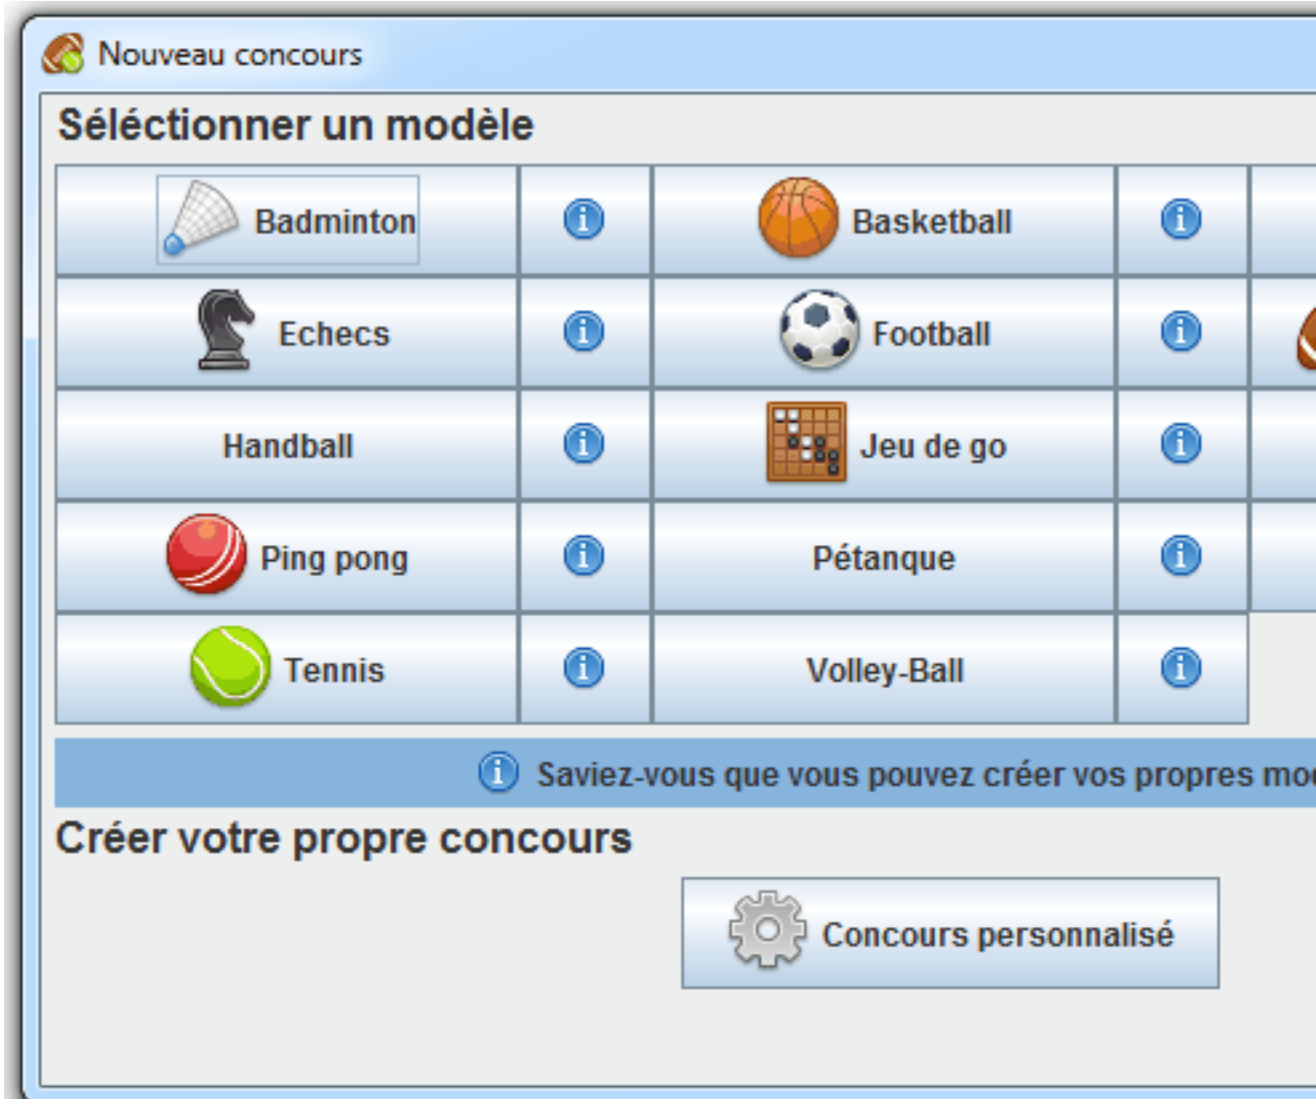 Nouveau concours
Séléctionner un modèle
Badminton
Basketball
Echecs
Football
Handball
Jeu de go
Ping pong
Pétanque
Tennis
Volley-Ball
Saviez-vous que vous pouvez créer vos propres
Créer votre propre concours
Concours personnalisé